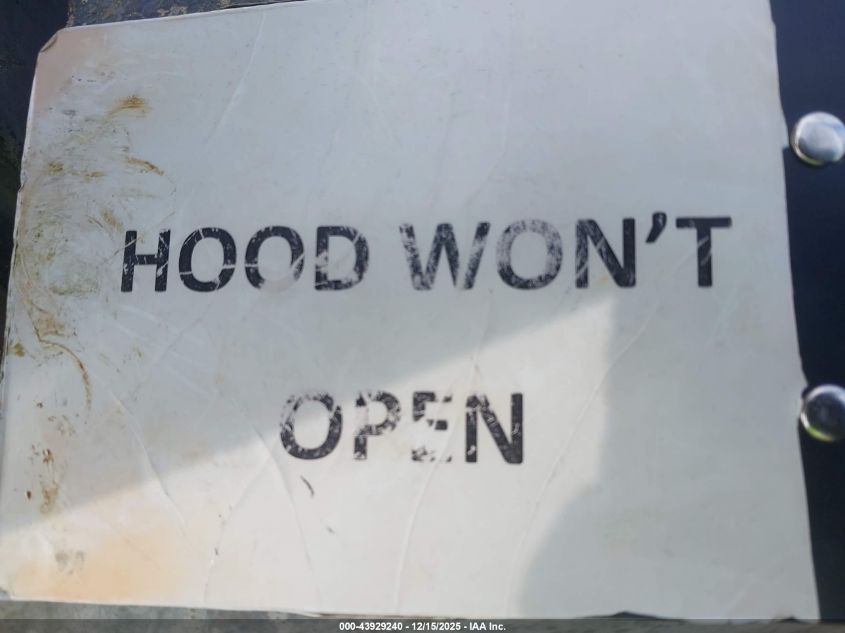 HOOD WON'T
OPEN
000-43929240 - 12/15/2025 - IAA Inc.